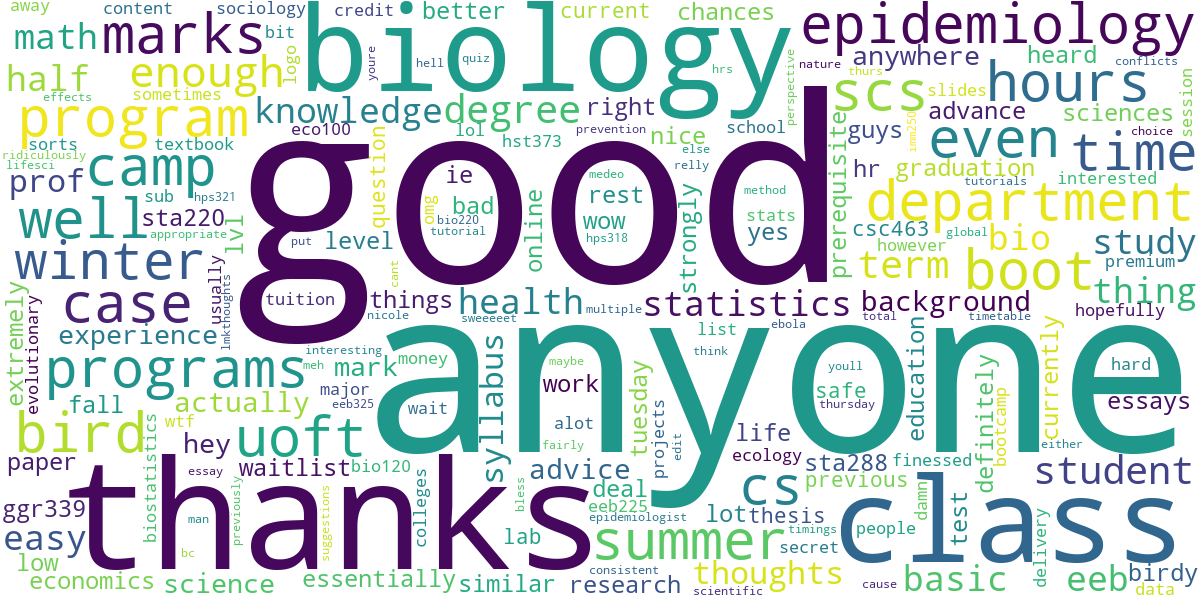 away content sociology credit current chances epidemiology
math marks bit better biology
youre hell quiz hrs perspective nature thurs conflicts
half enough logo anywhere heard
effects sometimes scs hours slides
program knowledge degree right advance sciences session
eco100 lol hst373 prevention nice school prerequisite guys even time choice
sorts textbook question else imm250
ridiculously lifesci camp ie medeo relly hr graduation interested tutorials
prof sub hps321 good bad rest method department
well sta220 lvl omg bio220 tutorial online wow hps318 stats yes strongly csc463 global
appropriate put level however bio study
winter cant term boot premium
usually tuition things health statistics background thing
case nicole sweeeeet multiple total timetable hopefully
extremely evolutionary lmkthoughts experience list ebola anyone
interesting think education currently
programs meh mark money maybe youll hard
major work tuesday safe definitely
fall actually eeb325 wait syllabus thursday bootcamp essays
bird wtf uoft alot projects life
hey fairly edit ecology either
paper waitlist bio120 advice sta288 finessed
biostatistics essay bless deal previous student
ggr339 thanks colleges eeb225 lot thesis damn test class
easy man previously suggestions epidemiologist cs timings people
lab summer secret delivery
low bc consistent thoughts birdy
economics science essentially similar research scientific cause basic eeb data